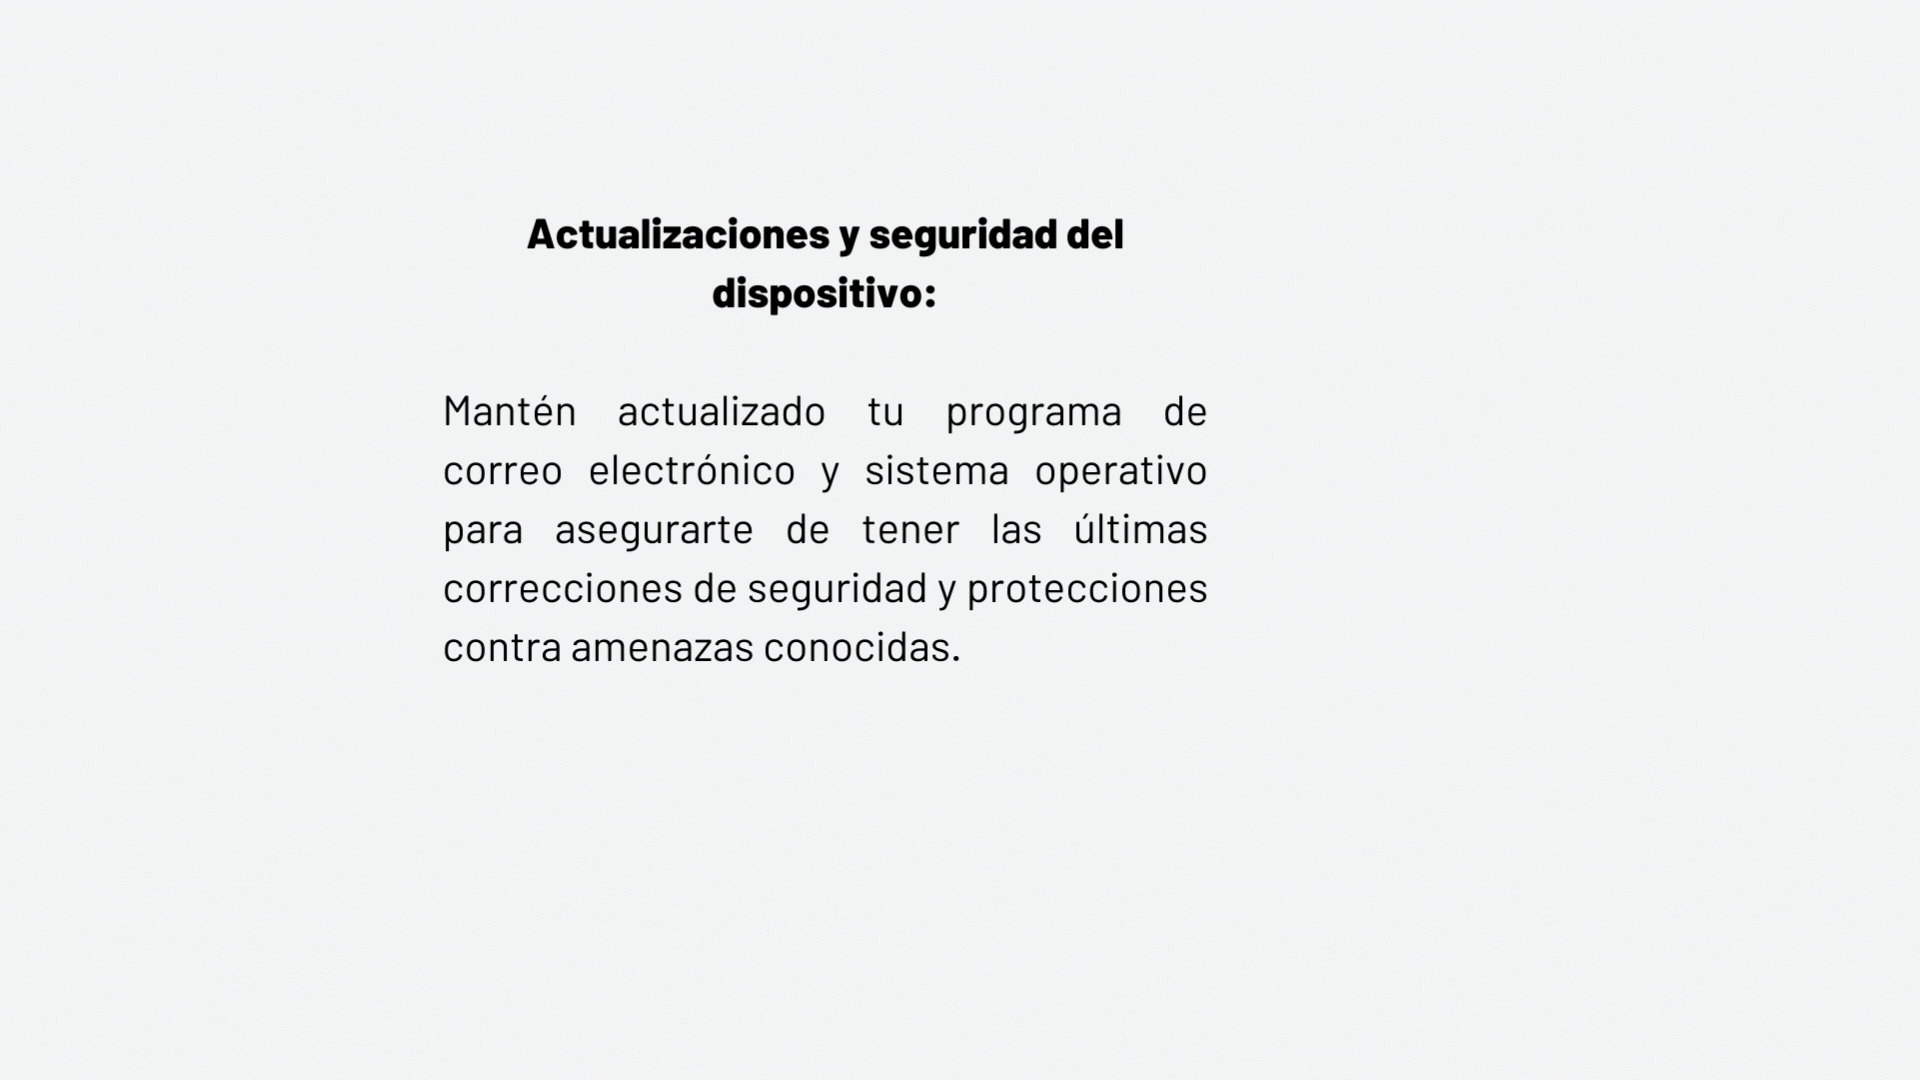 Actualizaciones y seguridad del
dispositivo:
Mantén actualizado tu programa de
correo electrónico y sistema operativo
para asegurarte de tener las últimas
correcciones de seguridad y protecciones
contra amenazas conocidas.